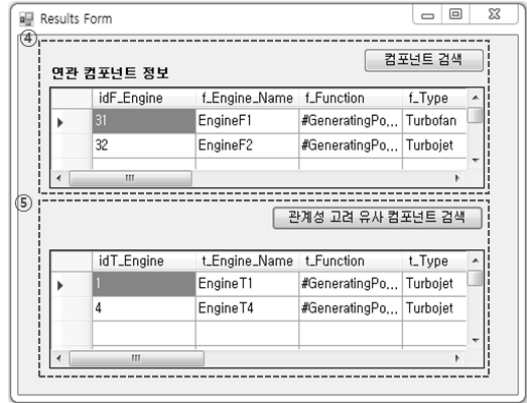 Results Form
④
컴포넌트 검색
연관 컴포넌트 정보
idF_Engine f_Engine_Name f_Function f_Type
31 EngineF1 #GeneratingPo... Turbofan
32 EngineF2 #GeneratingPo... Turbojet
⑤
관계성 고려 유사 컴포넌트 검색
idT_Engine t_Engine_Name t_Function t_Type
1 EngineT1 #GeneratingPo... Turbojet
4 EngineT4 #GeneratingPo... Turbojet